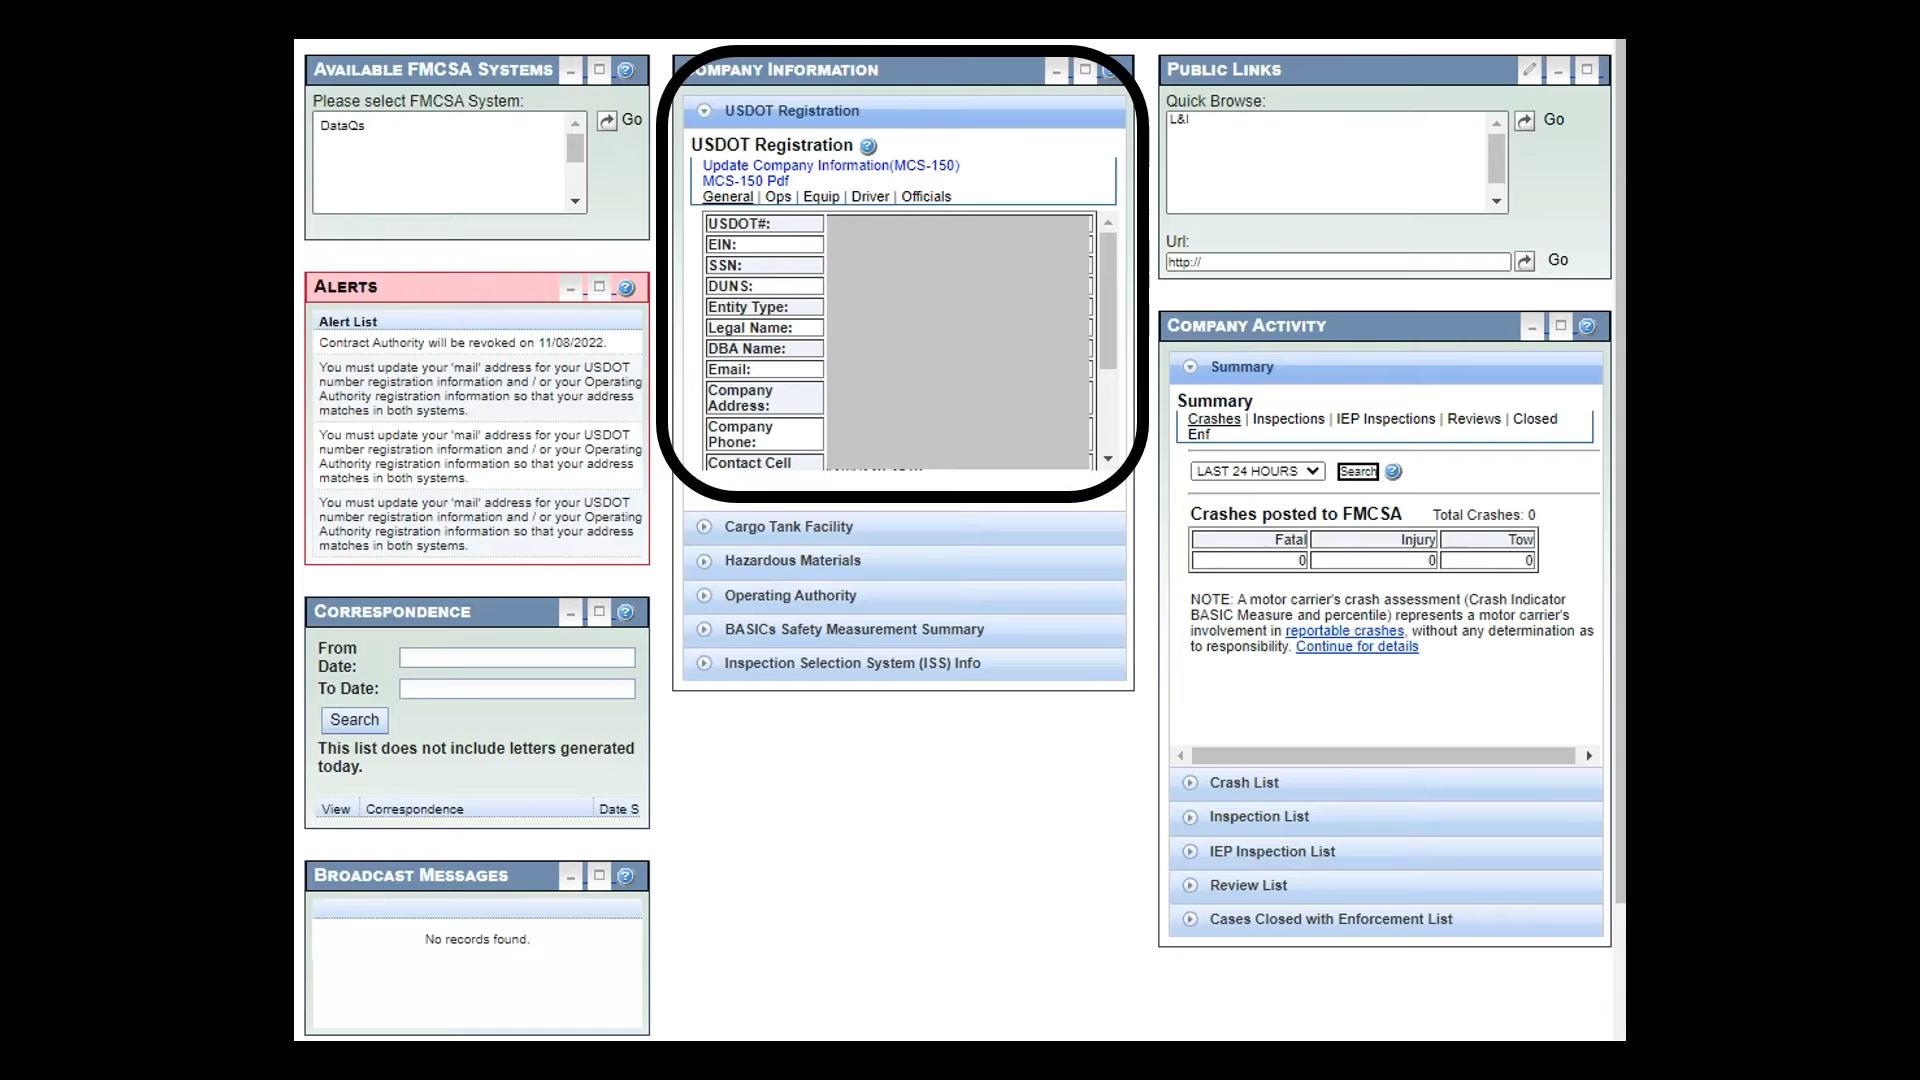 AVAILABLE FMCSA SYSTEMS
Please select FMCSA System:
DataQs
Go
ALERTS
Alert List
Contract Authority will be revoked on 11/08/2022.
You must update your 'mail' address for your USDOT
number registration information and / or your Operating
Authority registration information so that your address
matches in both systems.
You must update your 'mail' address for your USDOT
number registration information and / or your Operating
Authority registration information so that your address
matches in both systems.
You must update your 'mail' address for your USDOT
number registration information and / or your Operating
Authority registration information so that your address
matches in both systems.
CORRESPONDENCE
From
Date:
To Date:
Search
This list does not include letters generated
today.
View Correspondence Date S
BROADCAST MESSAGES
No records found.
INFORMATION
USDOT Registration
USDOT Registration
Update Company Information(MCS-150)
MCS-150 Pdf
General | Ops | Equip | Driver | Officials
USDOT#:
EIN:
SSN:
DUNS:
Entity Type:
Legal Name:
DBA Name:
Email:
Company
Address:
Company
Phone:
Contact Cell
Cargo Tank Facility
Hazardous Materials
Operating Authority
BASICs Safety Measurement Summary
Inspection Selection System (ISS) Info
PUBLIC LINKS
Quick Browse:
L&I
Go
Url:
http://
Go
COMPANY ACTIVITY
Summary
Summary
Crashes | Inspections | IEP Inspections | Reviews | Closed
Enf
LAST 24 HOURS Search
Crashes posted to FMCSA Total Crashes: 0
Fatal Injury Tow
0 0 0
NOTE: A motor carrier's crash assessment (Crash Indicator
BASIC Measure and percentile) represents a motor carrier's
involvement in reportable crashes, without any determination as
to responsibility. Continue for details
Crash List
Inspection List
IEP Inspection List
Review List
Cases Closed with Enforcement List